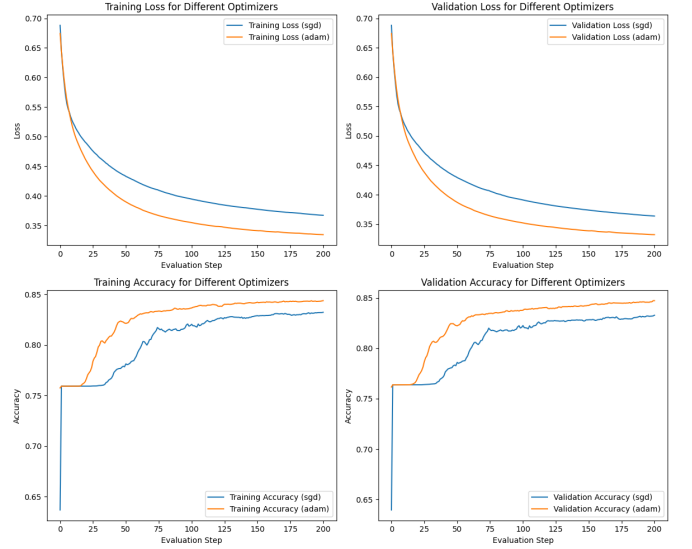 Training Loss for Different Optimizers
Training Loss (sgd)
Training Loss (adam)
0.70
0.65
0.60
0.55
0.50
0.45
0.40
0.35
Loss
0 25 50 75 100 125 150 175 200
Evaluation Step
Validation Loss for Different Optimizers
Validation Loss (sgd)
Validation Loss (adam)
0.70
0.65
0.60
0.55
0.50
0.45
0.40
0.35
Loss
0 25 50 75 100 125 150 175 200
Evaluation Step
Training Accuracy for Different Optimizers
0.85
0.80
0.75
0.70
0.65
Accuracy
Training Accuracy (sgd)
Training Accuracy (adam)
0 25 50 75 100 125 150 175 200
Evaluation Step
Validation Accuracy for Different Optimizers
0.85
0.80
0.75
0.70
0.65
Accuracy
Validation Accuracy (sgd)
Validation Accuracy (adam)
0 25 50 75 100 125 150 175 200
Evaluation Step